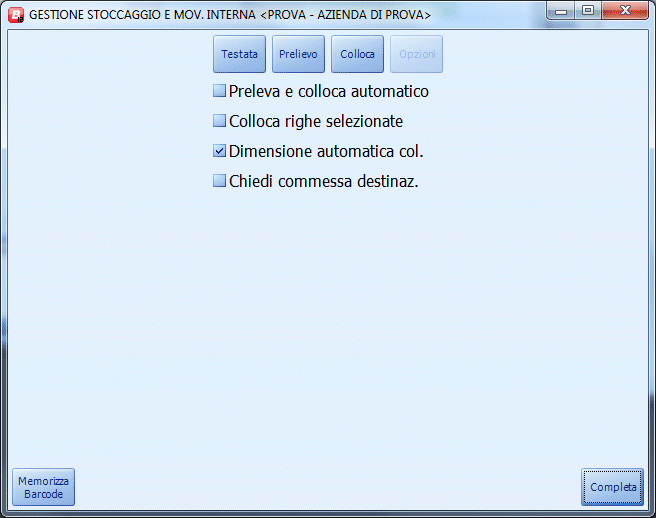 GESTIONE STOCCAGGIO E MOV. INTERNA <PROVA - AZIENDA DI PROVA>
Testata Prelievo Colloca Opzioni
Preleva e colloca automatico
Colloca righe selezionate
Dimensione automatica col.
Chiedi commessa destinaz.
Memorizza
Barcode
Completa